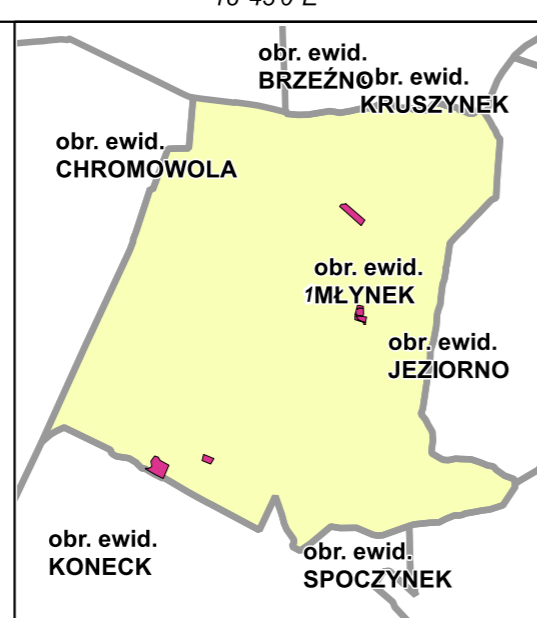 obr. ewid.
BRZEŹNO
obr. ewid.
KRUSZYNEK
obr. ewid.
CHROMOWOLA
obr. ewid.
1MŁYNEK
obr. ewid.
JEZIORNO
obr. ewid.
KONECK
obr. ewid.
SPOCZYNEK